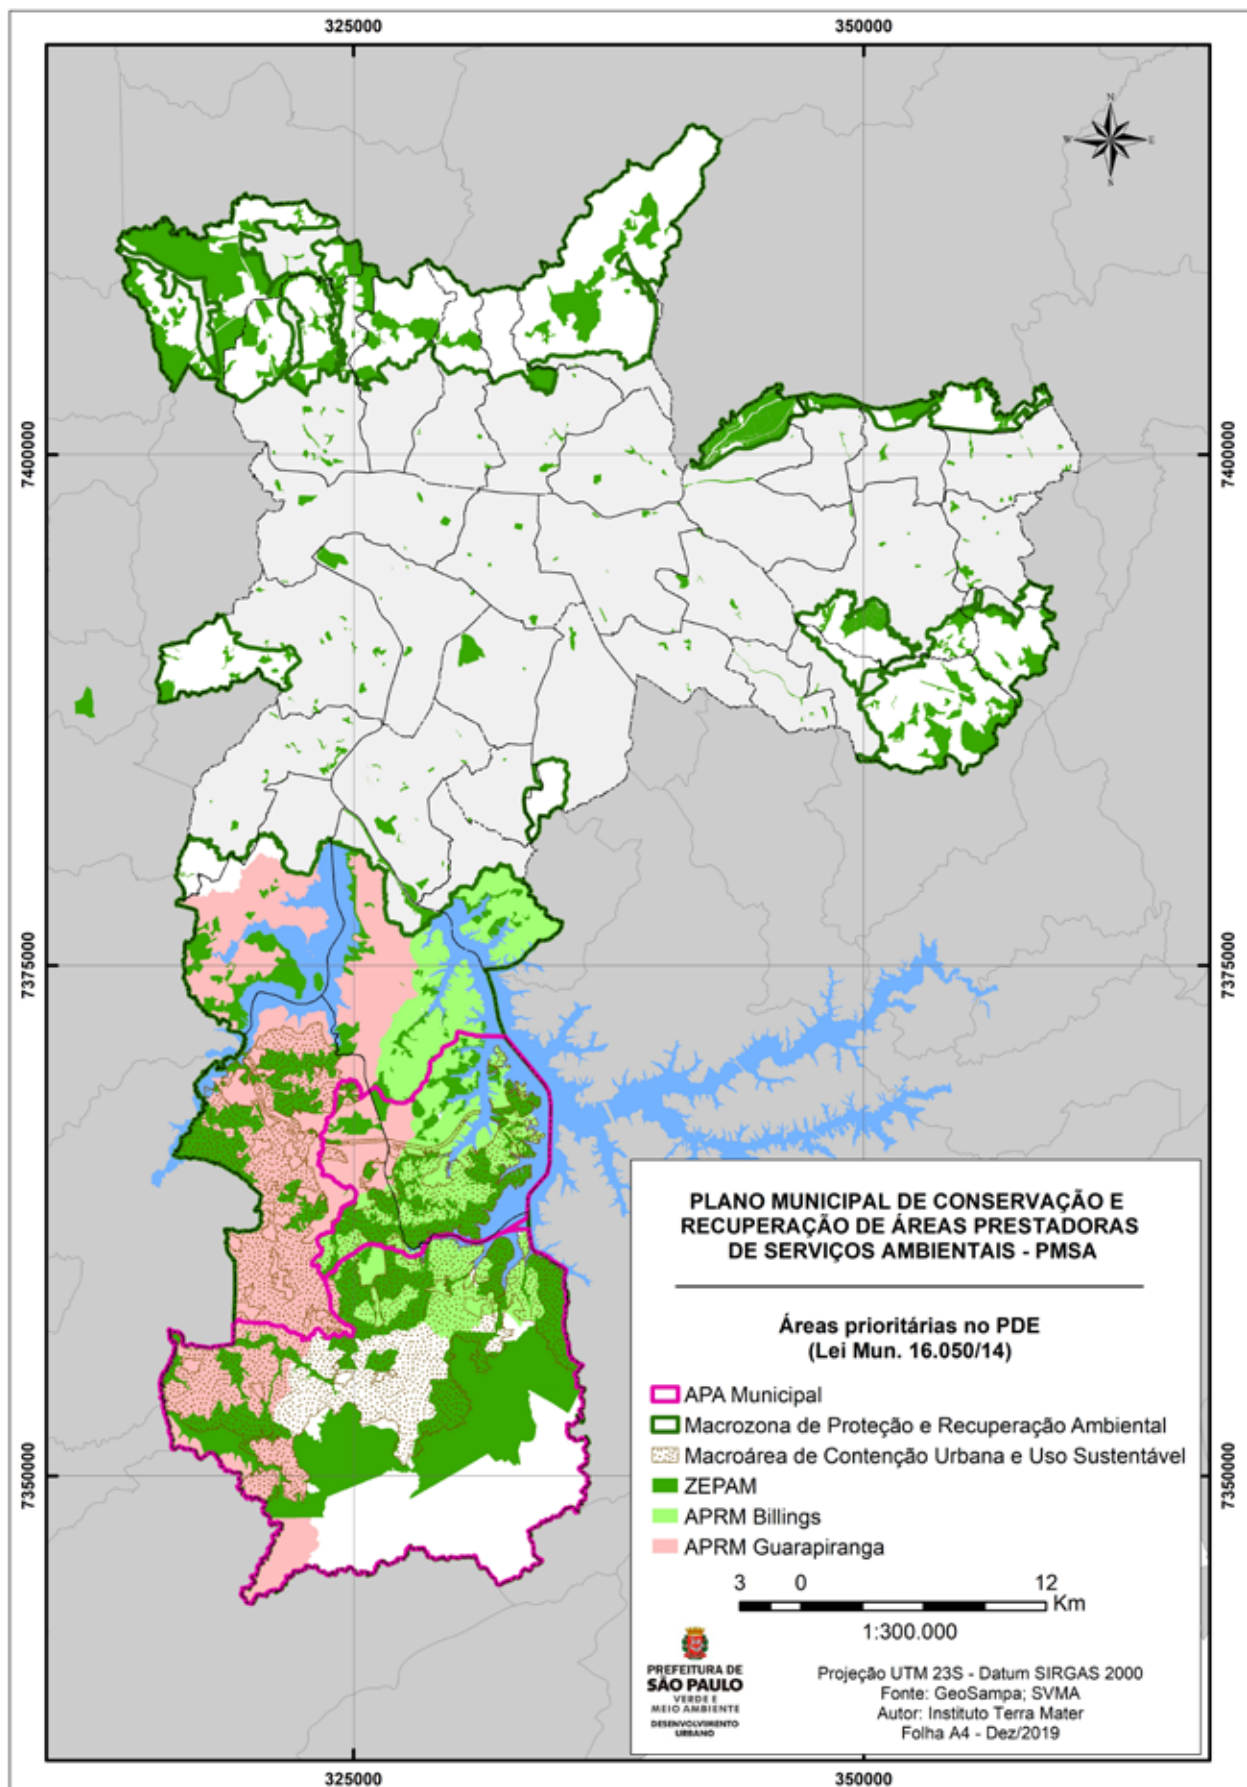 325000
350000
N
W
E
S
7400000
7400000
7375000
7375000
PLANO MUNICIPAL DE CONSERVAÇÃO E
RECUPERAÇÃO DE ÁREAS PRESTADORAS
DE SERVIÇOS AMBIENTAIS - PMSA
Áreas prioritárias no PDE
(Lei Mun. 16.050/14)
APA Municipal
Macrozona de Proteção e Recuperação Ambiental
Macroárea de Contenção Urbana e Uso Sustentável
ZEPAM
APRM Billings
APRM Guarapiranga
7350000
7350000
3 0 12
Km
1:300.000
PREFEITURA DE
SÃO PAULO
VERDE E
MEIO AMBIENTE
DESENVOLVIMENTO
URBANO
Projeção UTM 23S - Datum SIRGAS 2000
Fonte: GeoSampa; SVMA
Autor: Instituto Terra Mater
Folha A4 - Dez/2019
325000
350000